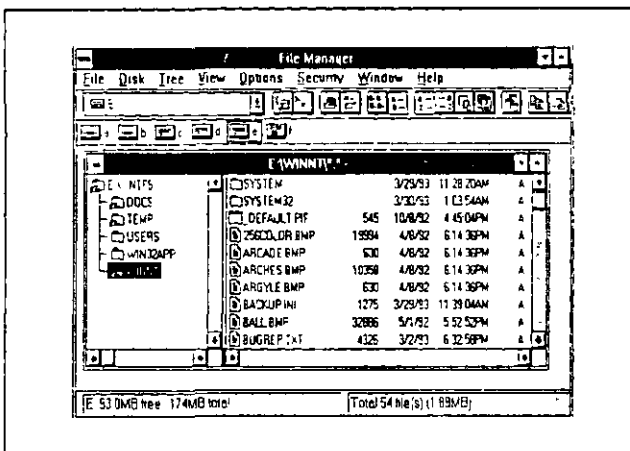 File Manager
File Disk Tree View Options Security Window Help
E
a b c d e f
E:\WINNT\*.*
E:\ NTFS
DOCS
TEMP
USERS
WIN32APP
SYSTEM 3/29/93 11:28:20AM
SYSTEM32 3/30/93 1:03:54AM
_DEFAULT.PIF 545 10/8/92 4:45:04PM A
256COLOR.BMP 19994 4/8/92 6:14:36PM A
ARCADE.BMP 630 4/8/92 6:14:36PM A
ARCHES.BMP 10358 4/8/92 6:14:36PM A
ARGYLE.BMP 630 4/8/92 6:14:36PM A
BACKUP.INI 1275 3/29/93 11:39:04AM A
BALL.BMP 32886 5/1/92 5:52:52PM A
BUGREP.TXT 4326 3/2/93 6:32:58PM A
E: 53.0MB free 174MB total
Total 54 file(s) (1.89MB)